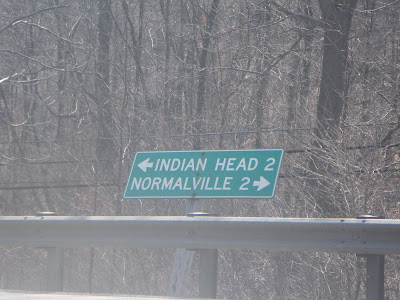 ← INDIAN HEAD 2
NORMALVILLE 2 →